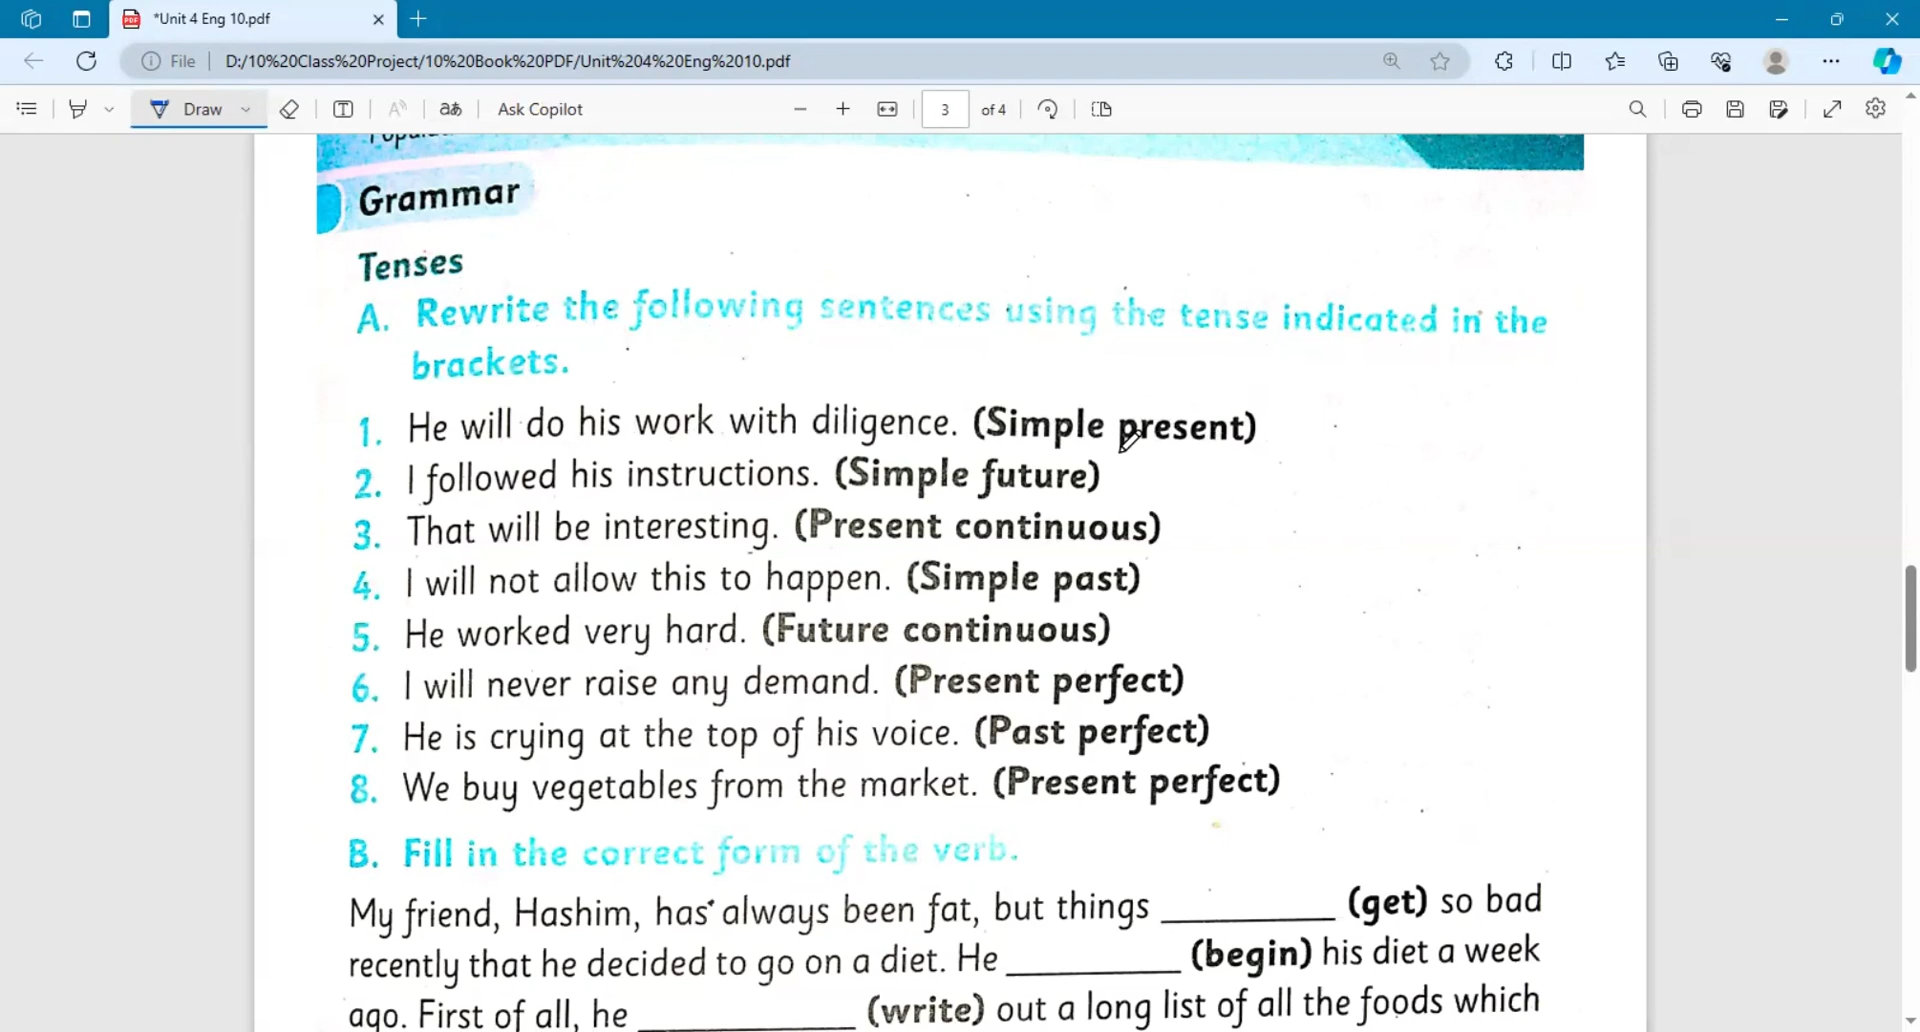 *Unit 4 Eng 10.pdf
File D:/10%20Class%20Project/10%20Book%20PDF/Unit%204%20Eng%2010.pdf
Draw Ask Copilot 3 of 4
Grammar
Tenses
A. Rewrite the following sentences using the tense indicated in the
brackets.
1. He will do his work with diligence. (Simple present)
2. I followed his instructions. (Simple future)
3. That will be interesting. (Present continuous)
4. I will not allow this to happen. (Simple past)
5. He worked very hard. (Future continuous)
6. I will never raise any demand. (Present perfect)
7. He is crying at the top of his voice. (Past perfect)
8. We buy vegetables from the market. (Present perfect)
B. Fill in the correct form of the verb.
My friend, Hashim, has always been fat, but things __________ (get) so bad
recently that he decided to go on a diet. He __________ (begin) his diet a week
ago. First of all, he __________ (write) out a long list of all the foods which